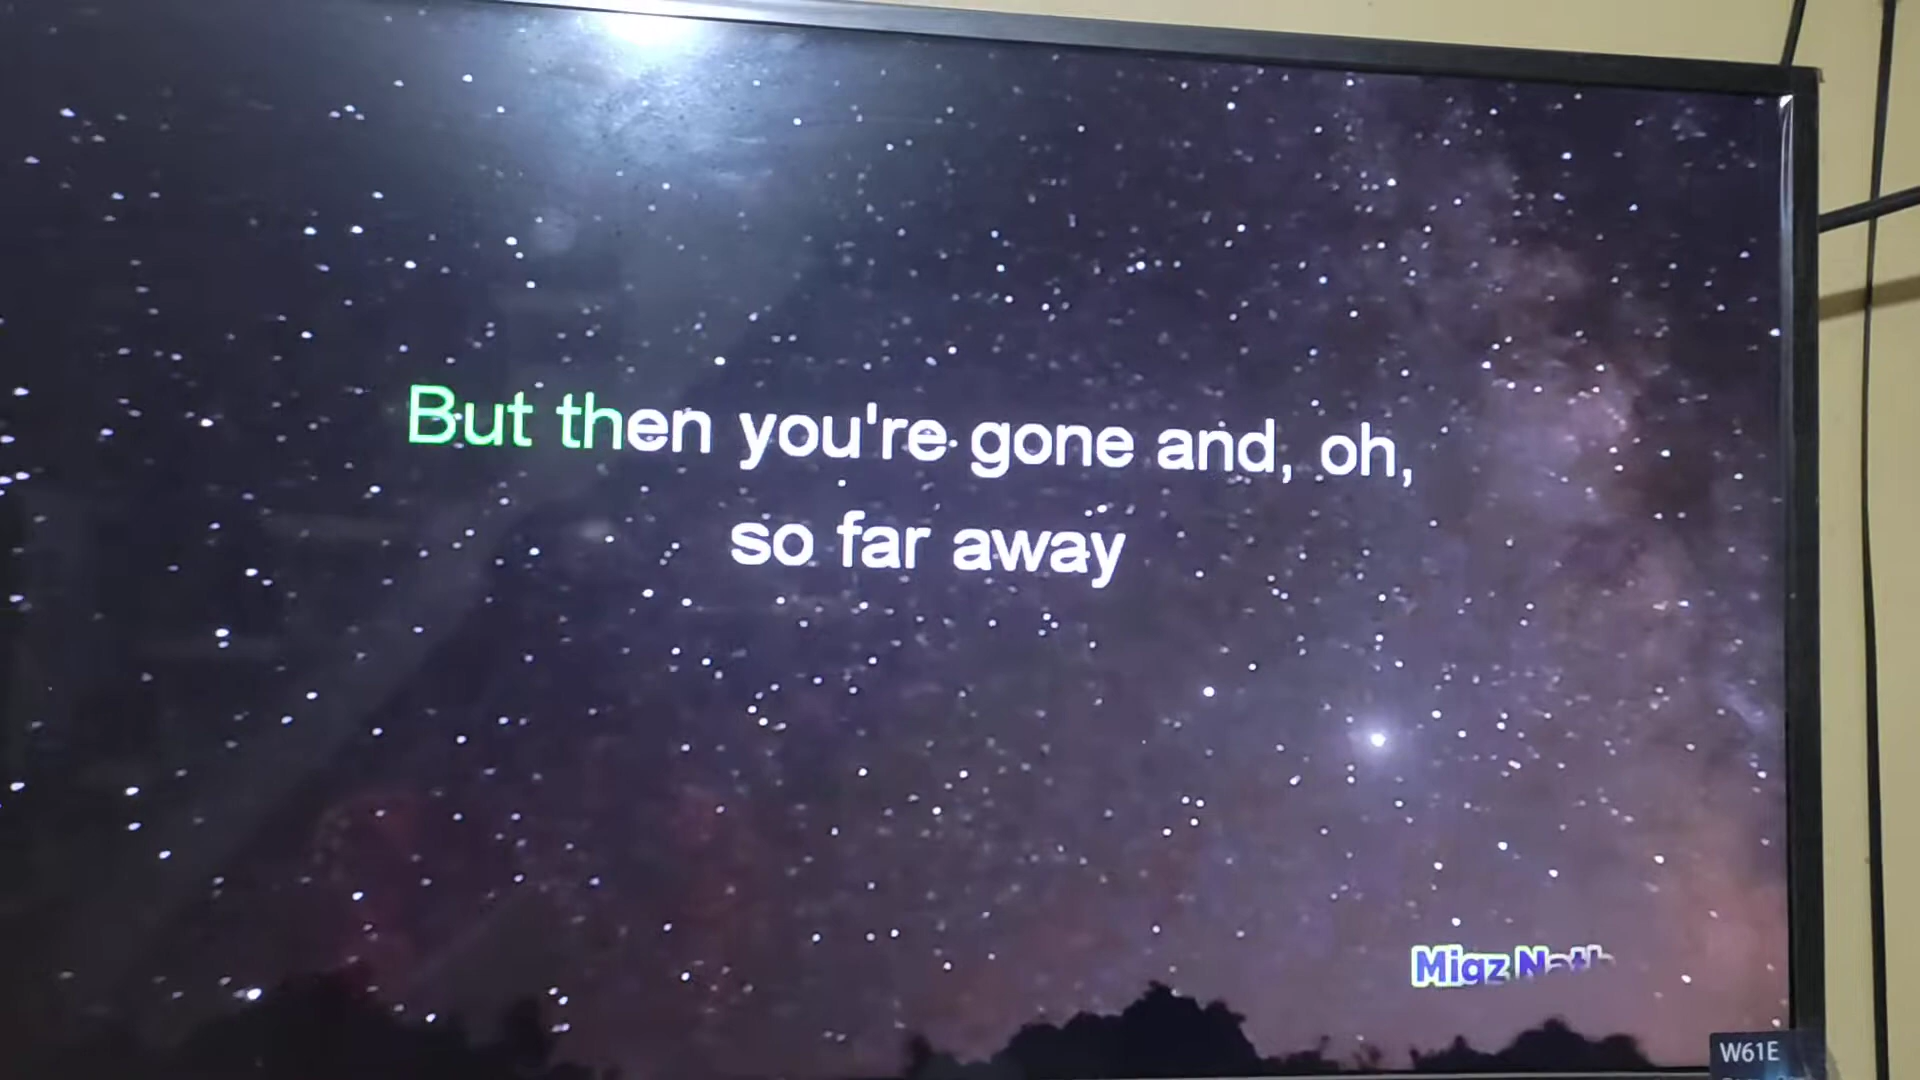 But then you're gone and, oh,
so far away
Migz
W61E